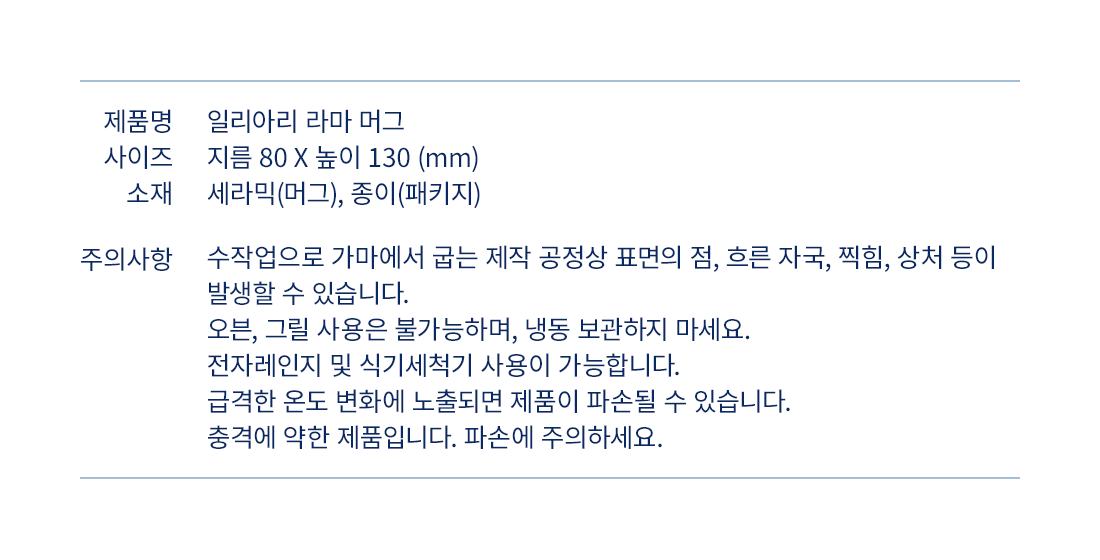 제품명 일리아리 라마 머그
사이즈 지름 80 X 높이 130 (mm)
소재 세라믹(머그), 종이(패키지)
주의사항 수작업으로 가마에서 굽는 제작 공정상 표면의 점, 흐른 자국, 찍힘, 상처 등이
발생할 수 있습니다.
오븐, 그릴 사용은 불가능하며, 냉동 보관하지 마세요.
전자레인지 및 식기세척기 사용이 가능합니다.
급격한 온도 변화에 노출되면 제품이 파손될 수 있습니다.
충격에 약한 제품입니다. 파손에 주의하세요.